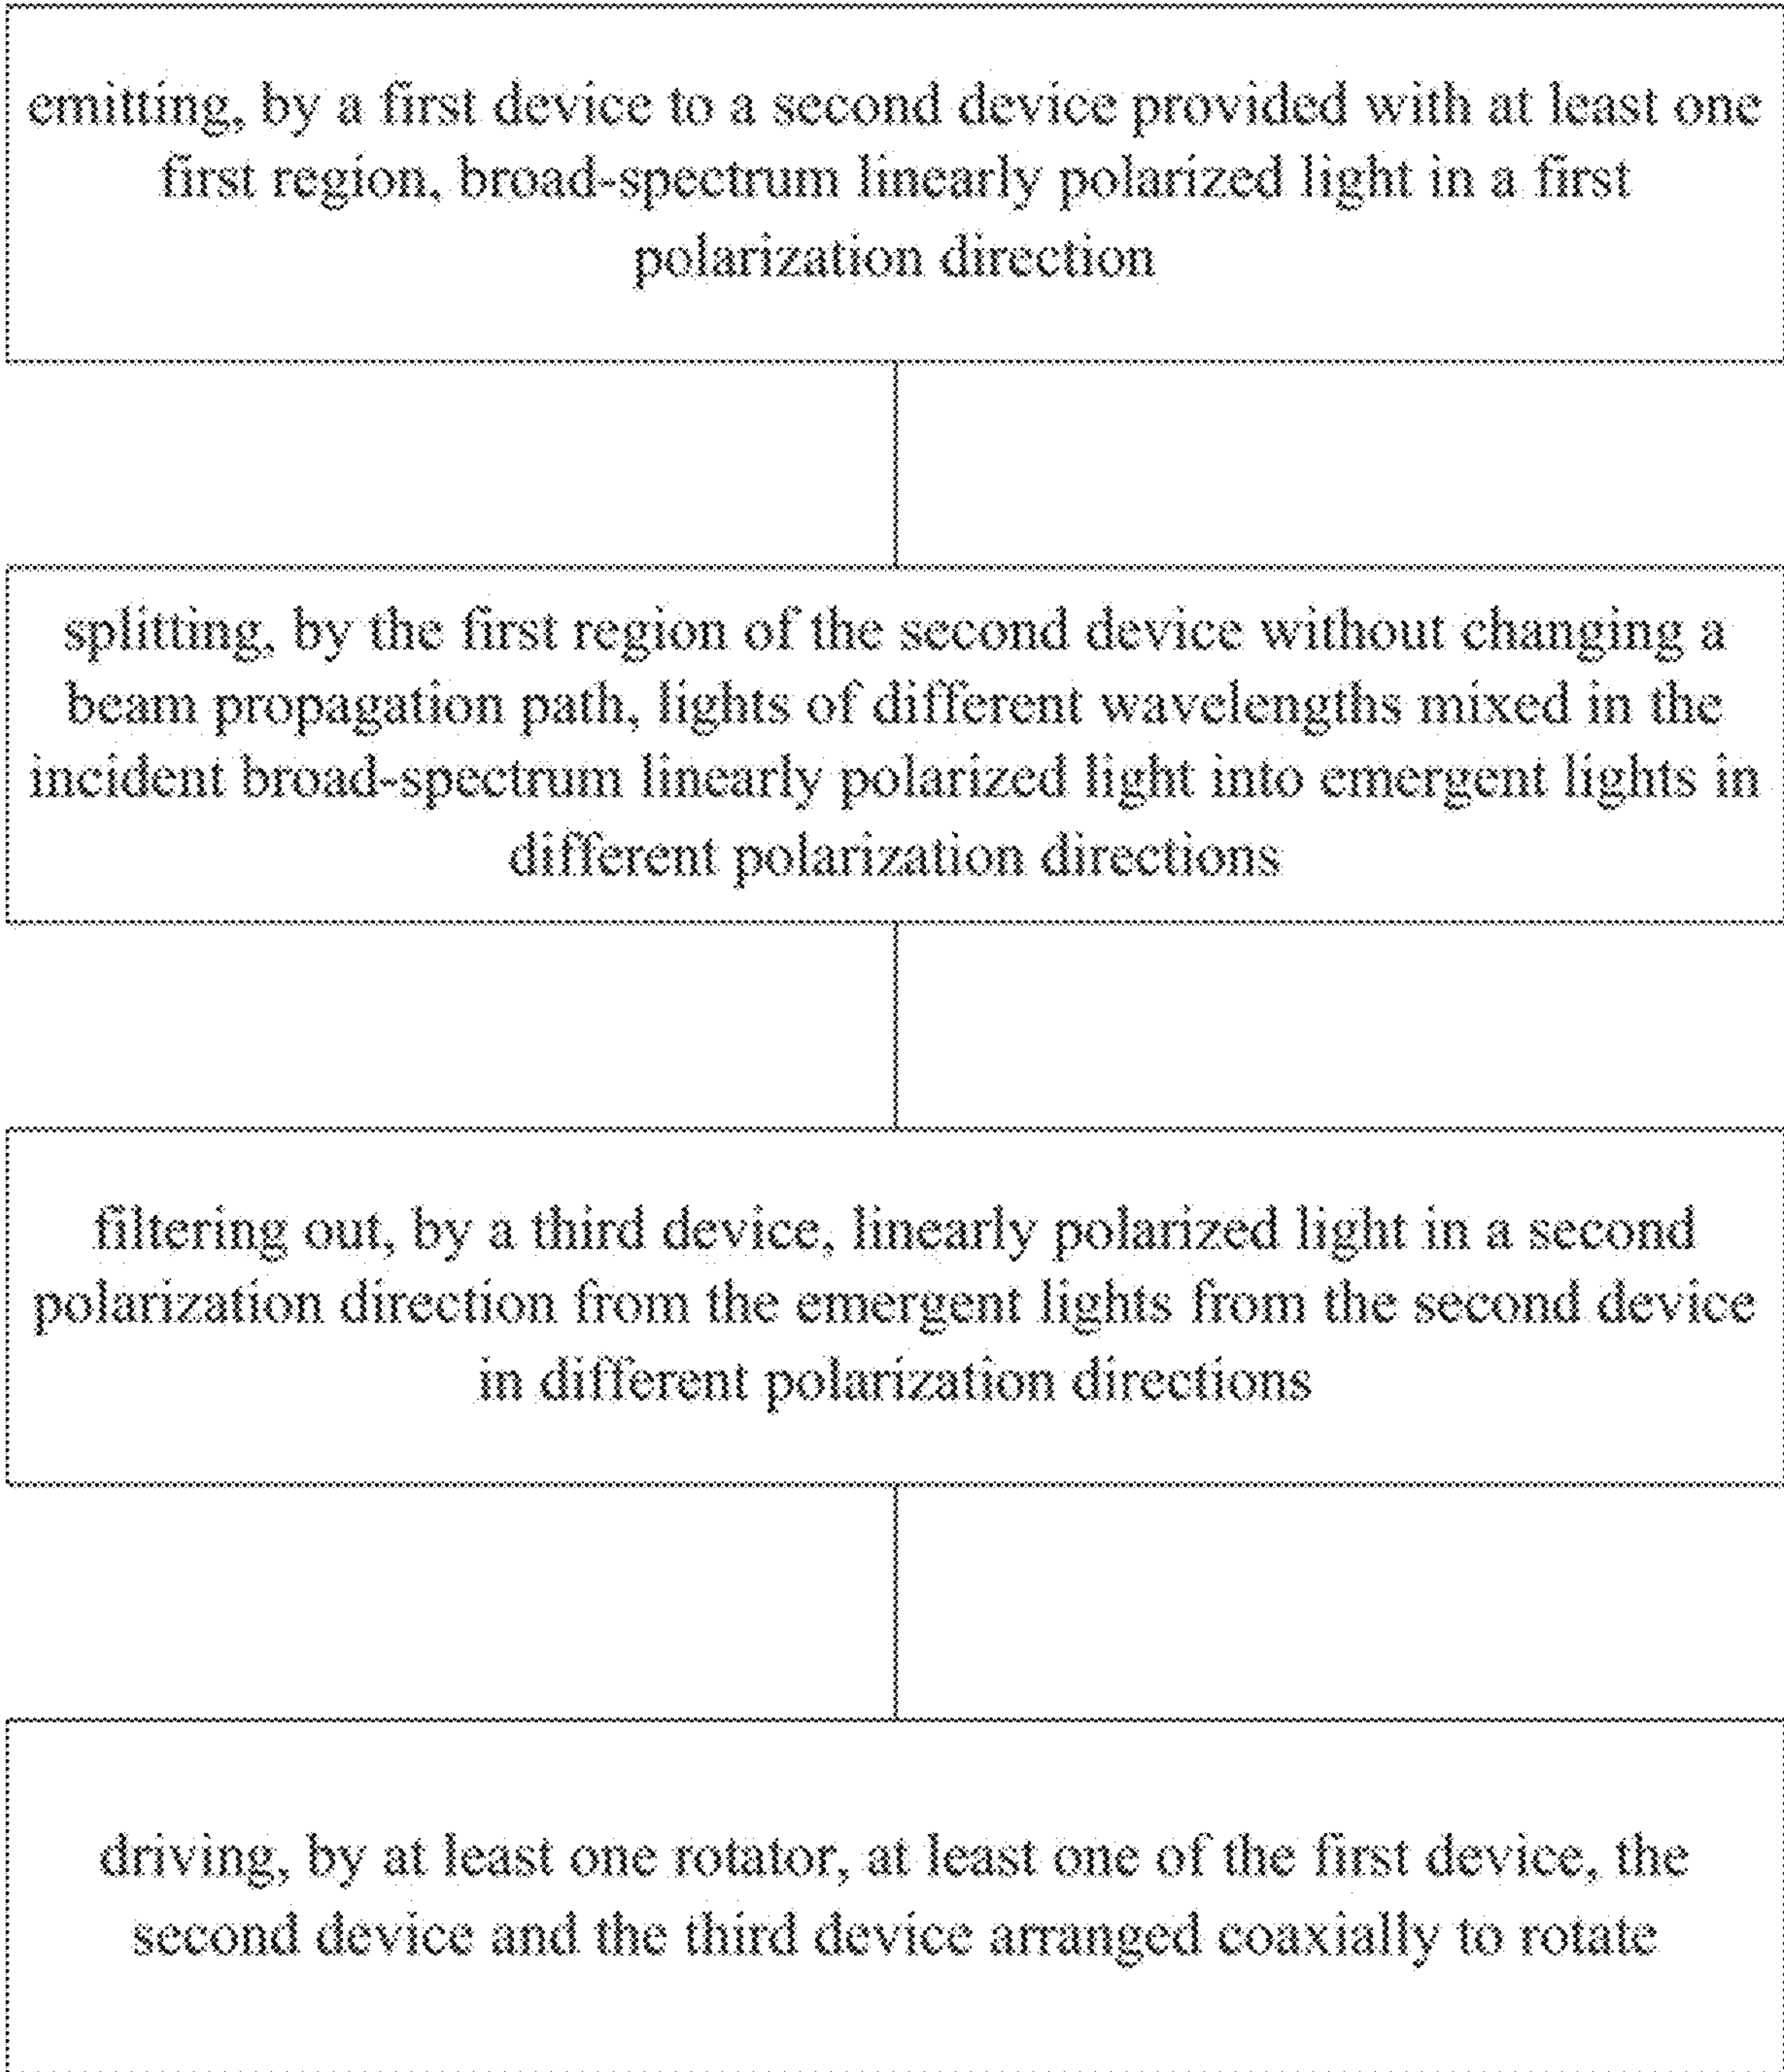 emitting, by a first device to a second device provided with at least one
first region, broad-spectrum linearly polarized light in a first
polarization direction
splitting, by the first region of the second device without changing a
beam propagation path, lights of different wavelengths mixed in the
incident broad-spectrum linearly polarized light into emergent lights in
different polarization directions
filtering out, by a third device, linearly polarized light in a second
polarization direction from the emergent lights from the second device
in different polarization directions
driving, by at least one rotator, at least one of the first device, the
second device and the third device arranged coaxially to rotate